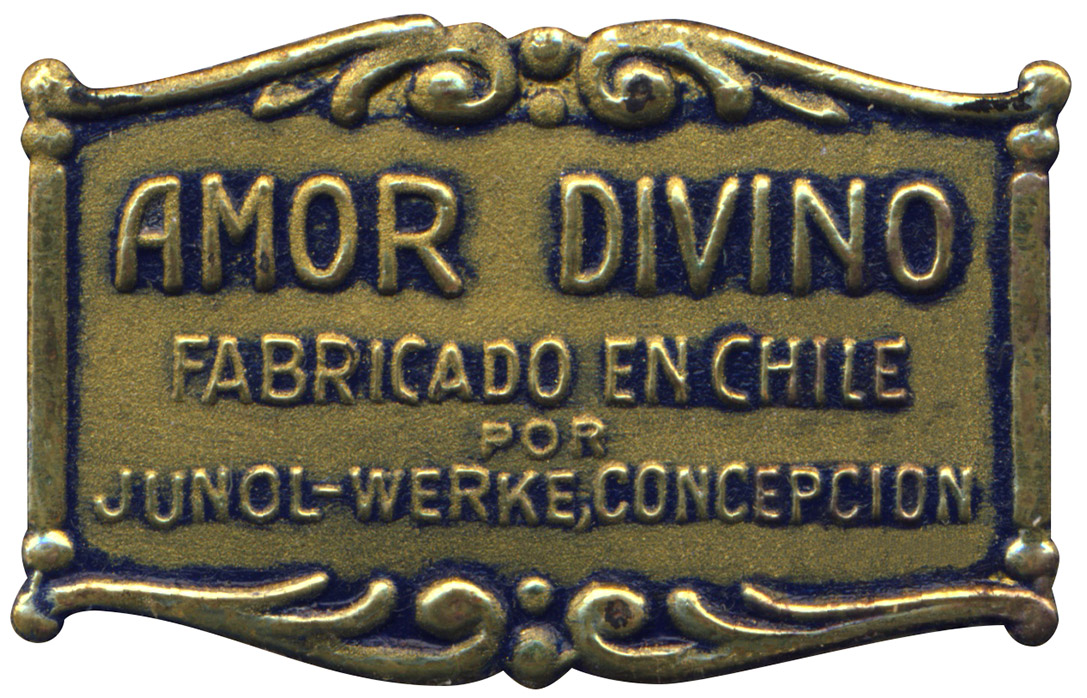 AMOR DIVINO
FABRICADO EN CHILE
POR
JUNOL-WERKE, CONCEPCION